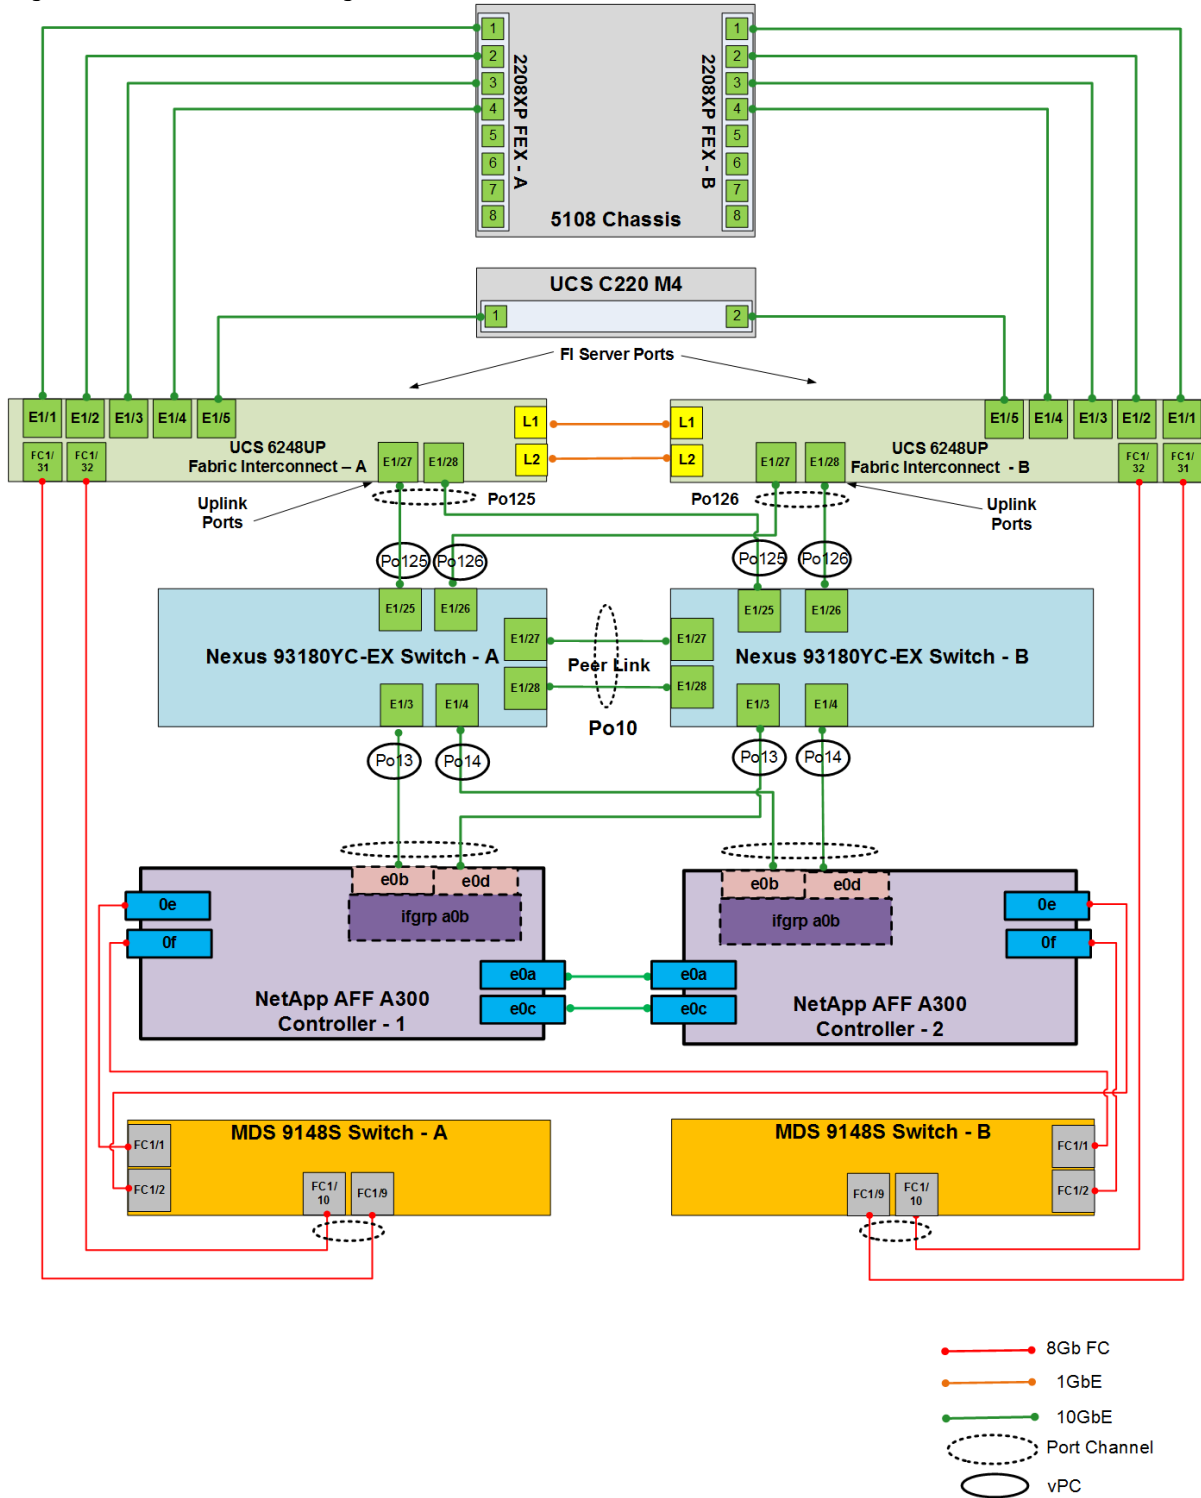 1
2
3
4
5
6
7
8
2208XP FEX - A
1
2
3
4
5
6
7
8
2208XP FEX - B
5108 Chassis
UCS C220 M4
1
2
FI Server Ports
E1/1
E1/2
E1/3
E1/4
E1/5
L1
L1
E1/5
E1/4
E1/3
E1/2
E1/1
FC1/
31
FC1/
32
UCS 6248UP
Fabric Interconnect – A
E1/27
E1/28
L2
L2
E1/27
E1/28
UCS 6248UP
Fabric Interconnect - B
FC1/
32
FC1/
31
Uplink
Ports
Po125
Po126
Uplink
Ports
Po125
Po126
Po125
Po126
E1/25
E1/26
E1/25
E1/26
Nexus 93180YC-EX Switch - A
E1/27
E1/28
Peer Link
Po10
E1/27
E1/28
Nexus 93180YC-EX Switch - B
E1/3
E1/4
E1/3
E1/4
Po13
Po14
Po13
Po14
e0b
e0d
ifgrp a0b
e0b
e0d
ifgrp a0b
0e
0f
0e
0f
e0a
e0c
e0a
e0c
NetApp AFF A300
Controller - 1
NetApp AFF A300
Controller - 2
MDS 9148S Switch - A
FC1/1
FC1/2
FC1/
10
FC1/9
MDS 9148S Switch - B
FC1/1
FC1/2
FC1/9
FC1/
10
8Gb FC
1GbE
10GbE
Port Channel
vPC